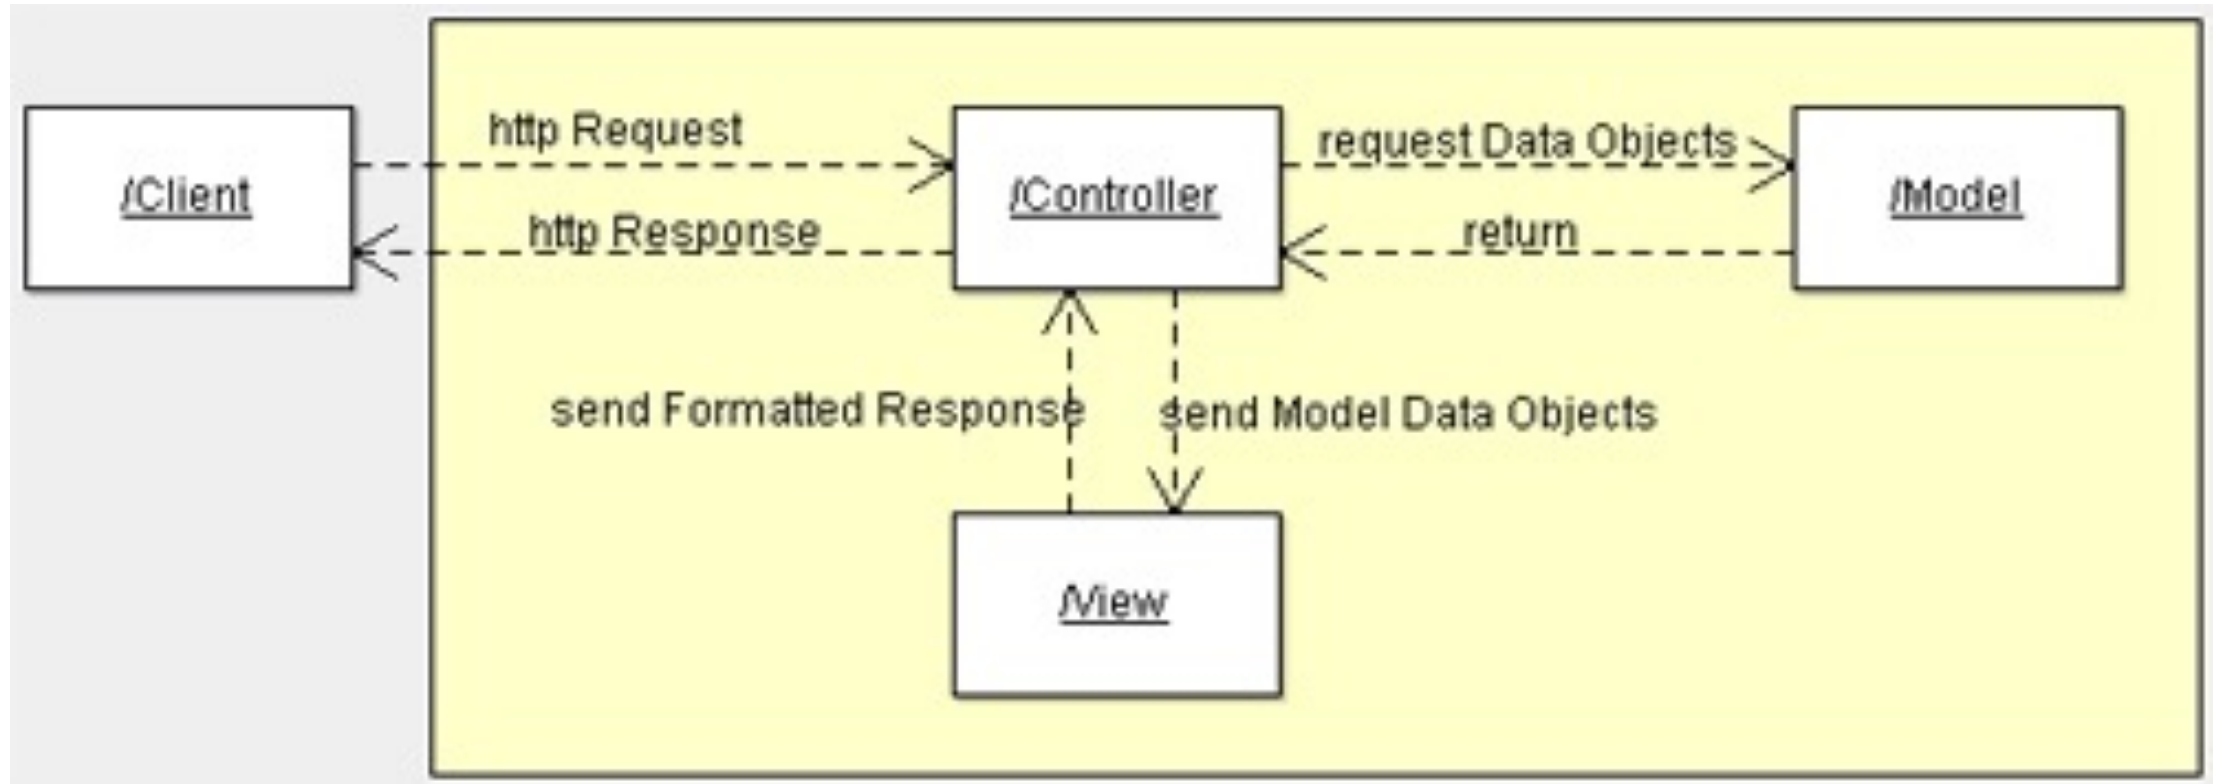 http Request
request Data Objects
/Client
/Controller
/Model
http Response
return
send Formatted Response
send Model Data Objects
/View